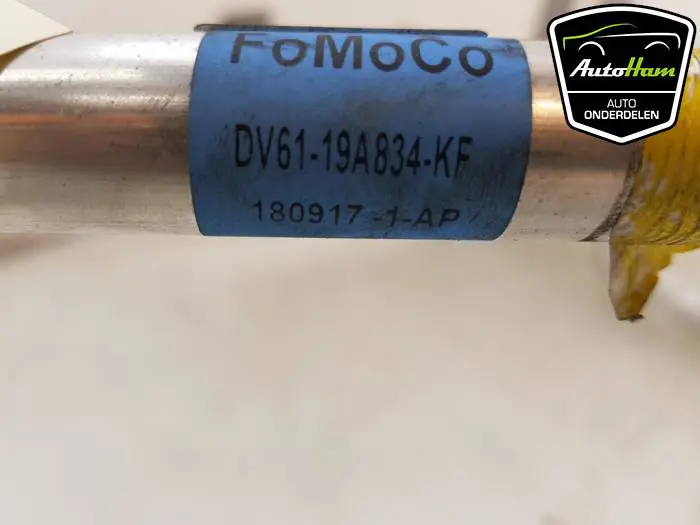 FoMoCo
DV61-19A834-KF
180917 -1-AP
AutoHam
AUTO
ONDERDELEN